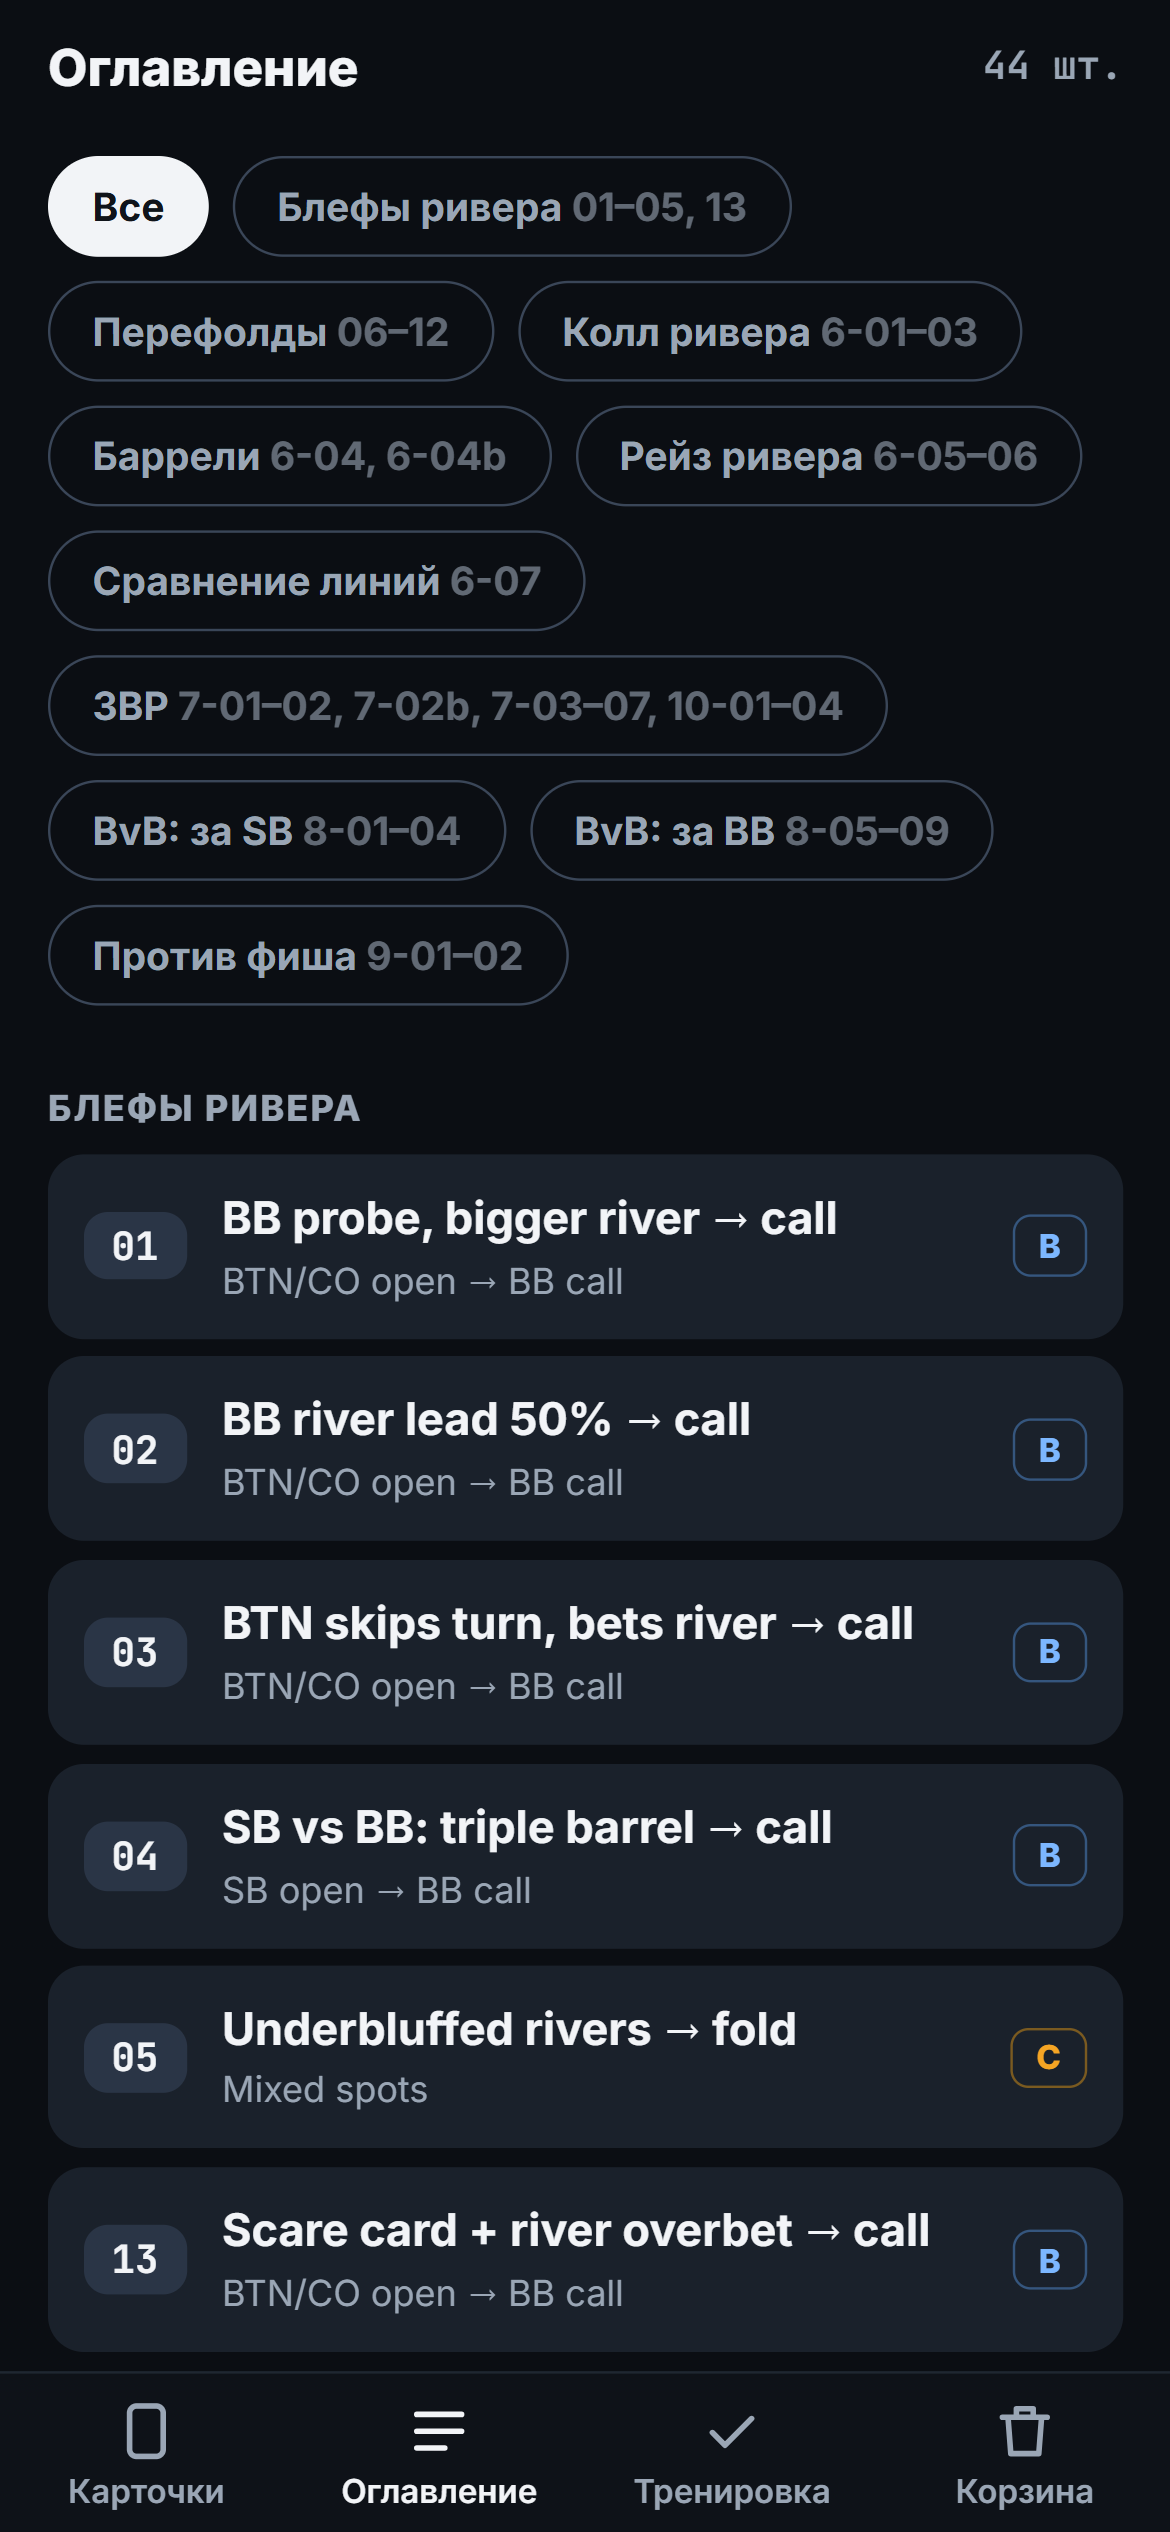 Оглавление 44 шт.
Все Блефы ривера 01–05, 13
Перефолды 06–12 Колл ривера 6-01–03
Баррели 6-04, 6-04b Рейз ривера 6-05–06
Сравнение линий 6-07
3BP 7-01–02, 7-02b, 7-03–07, 10-01–04
BvB: за SB 8-01–04 BvB: за BB 8-05–09
Против фиша 9-01–02
БЛЕФЫ РИВЕРА
01 BB probe, bigger river → call B
BTN/CO open → BB call
02 BB river lead 50% → call B
BTN/CO open → BB call
03 BTN skips turn, bets river → call B
BTN/CO open → BB call
04 SB vs BB: triple barrel → call B
SB open → BB call
05 Underbluffed rivers → fold C
Mixed spots
13 Scare card + river overbet → call B
BTN/CO open → BB call
Карточки Оглавление Тренировка Корзина